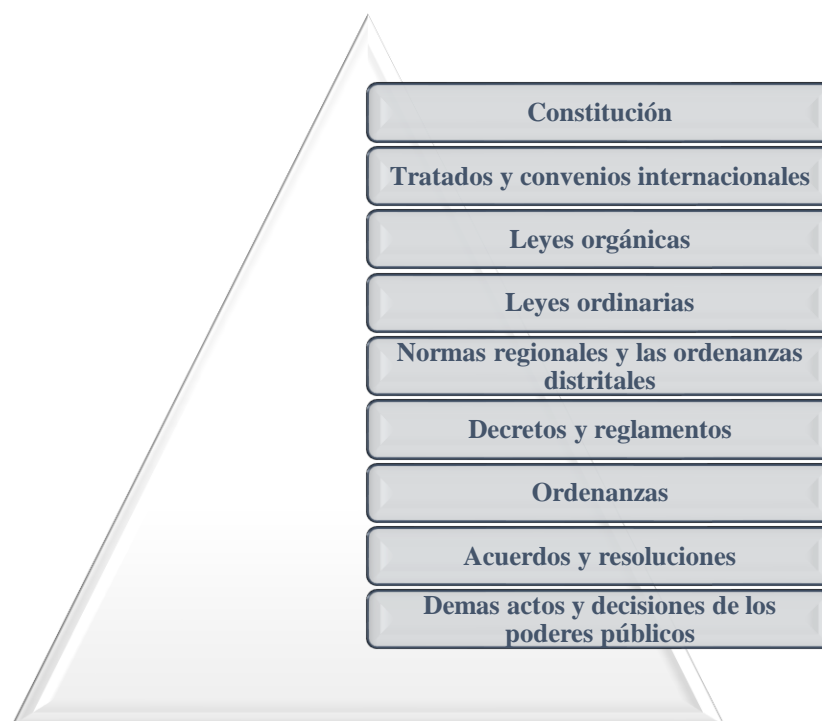 Constitución
Tratados y convenios internacionales
Leyes orgánicas
Leyes ordinarias
Normas regionales y las ordenanzas
distritales
Decretos y reglamentos
Ordenanzas
Acuerdos y resoluciones
Demas actos y decisiones de los
poderes públicos